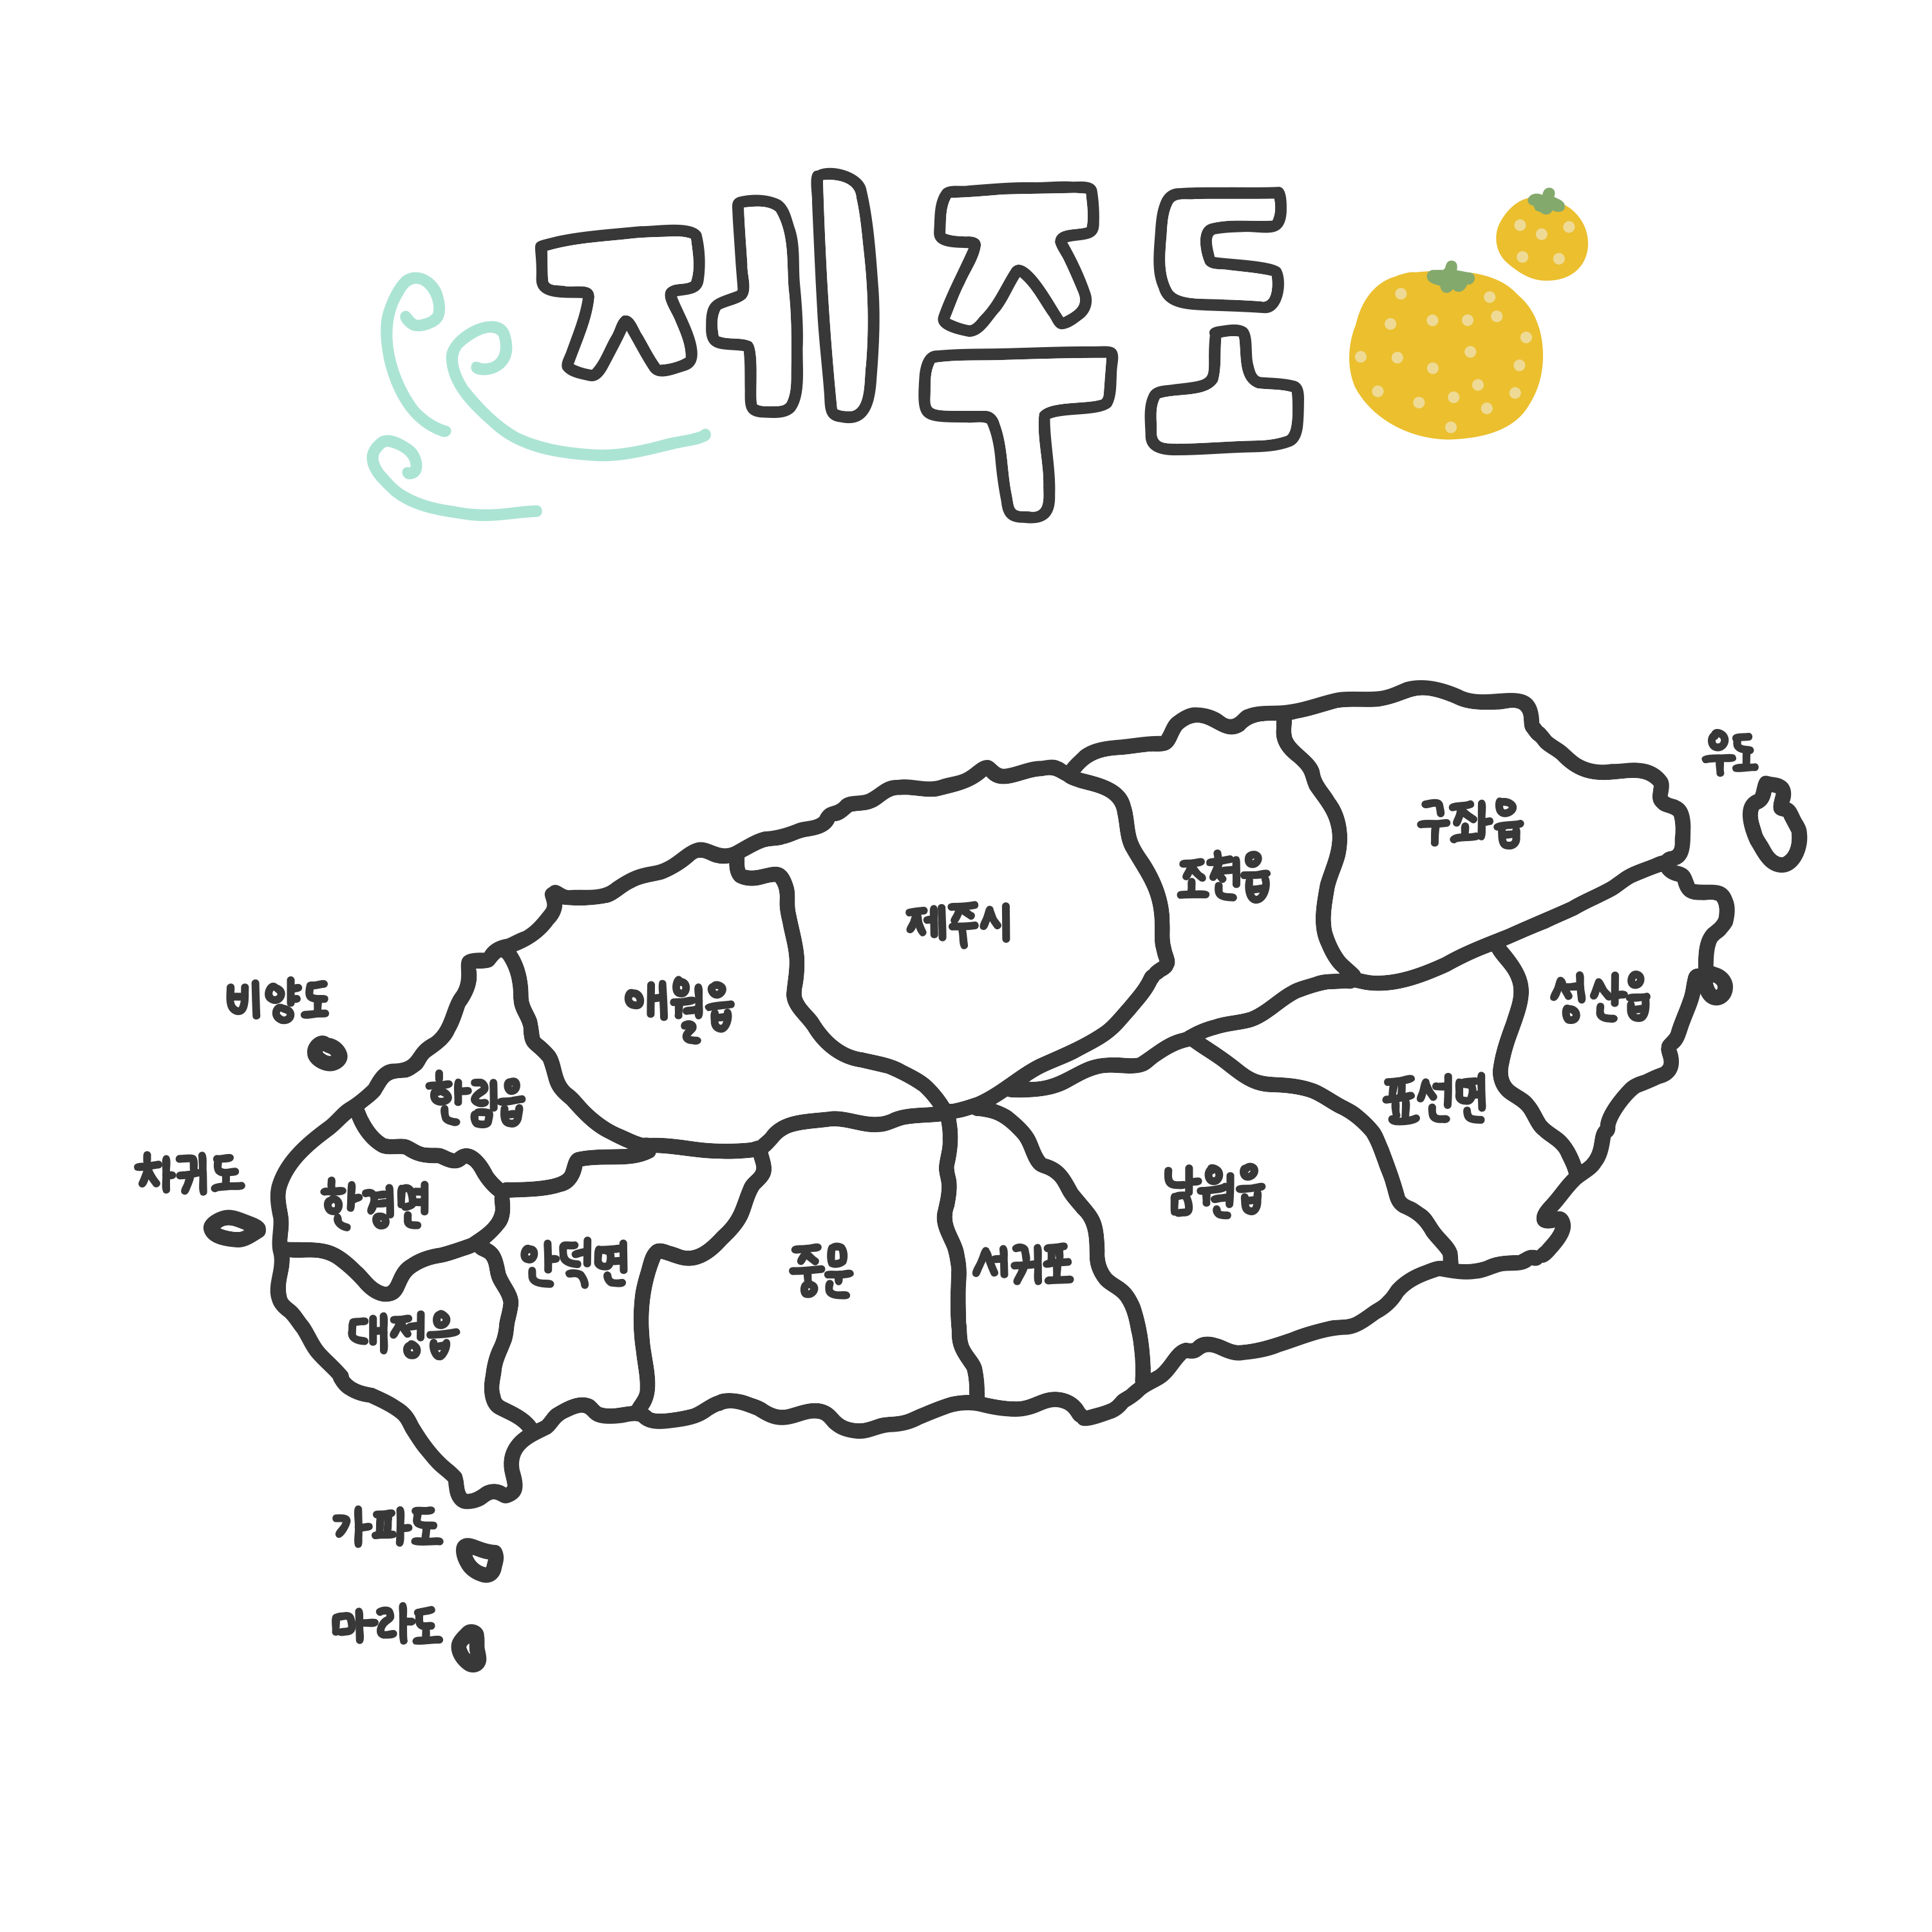 제주도
우도
구좌읍
조천읍
제주시
애월읍
비양도
성산읍
한림읍
표선면
차귀도
한경면
남원읍
안덕면
중문
서귀포
대정읍
가파도
마라도